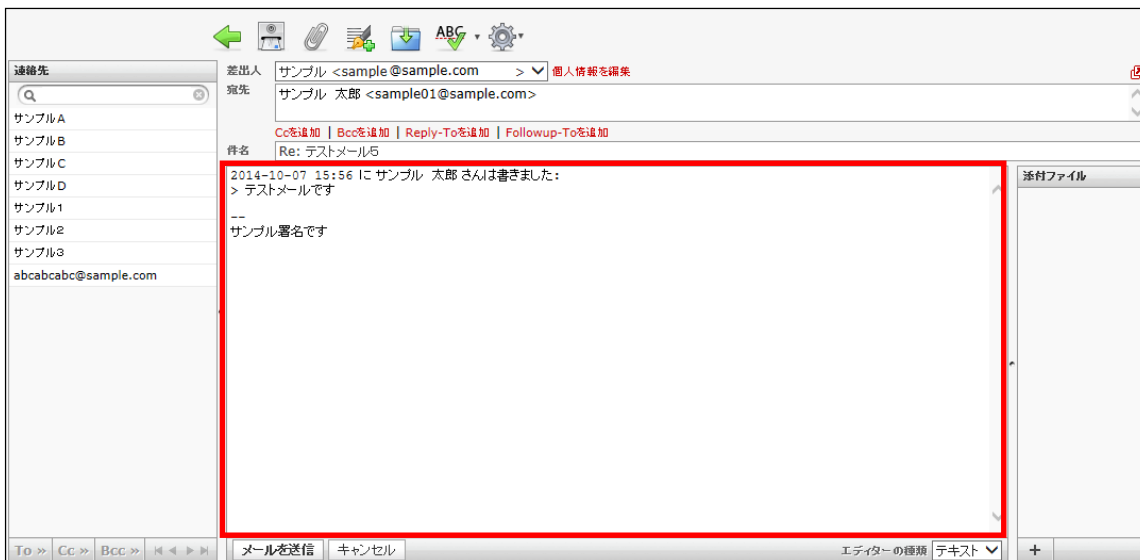 ABC
連絡先
差出人 サンプル <sample@sample.com > 個人情報を編集
宛先 サンプル 太郎 <sample01@sample.com>
Ccを追加 | Bccを追加 | Reply-Toを追加 | Followup-Toを追加
件名 Re: テストメール5
サンプルA
サンプルB
サンプルC
サンプルD
サンプル1
サンプル2
サンプル3
abcabcabc@sample.com
2014-10-07 15:56 に サンプル 太郎 さんは書きました:
> テストメールです
--
サンプル署名です
添付ファイル
To » Cc » Bcc »
メールを送信 キャンセル
エディターの種類 テキスト
+